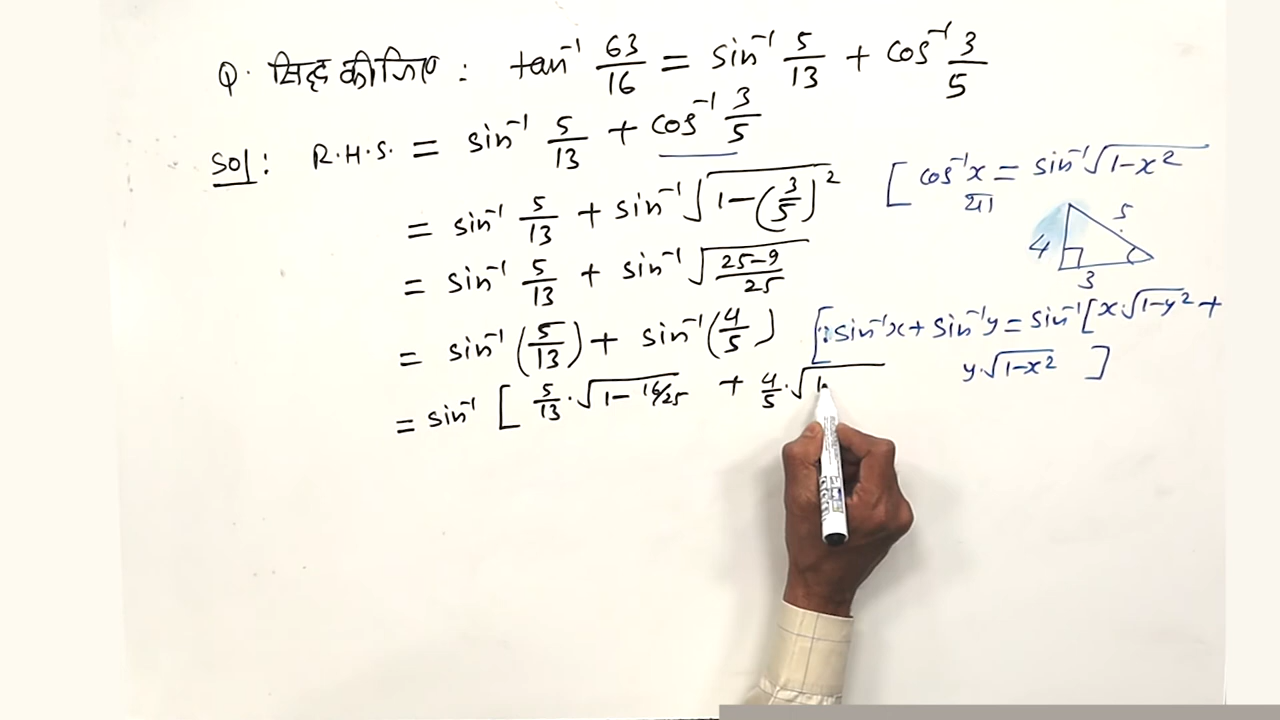 Q. सिद्ध कीजिए : tan⁻¹ 63/16 = sin⁻¹ 5/13 + cos⁻¹ 3/5
Sol : R.H.S. = sin⁻¹ 5/13 + cos⁻¹ 3/5
= sin⁻¹ 5/13 + sin⁻¹ √(1-(3/5)²) [ cos⁻¹x = sin⁻¹√(1-x²)
या
5
4
3
= sin⁻¹ 5/13 + sin⁻¹ √((25-9)/25)
= sin⁻¹(5/13) + sin⁻¹(4/5) [∵ sin⁻¹x + sin⁻¹y = sin⁻¹[x.√(1-y²) +
y.√(1-x²) ]
= sin⁻¹ [ 5/13 . √(1-16/25) + 4/5 . √1